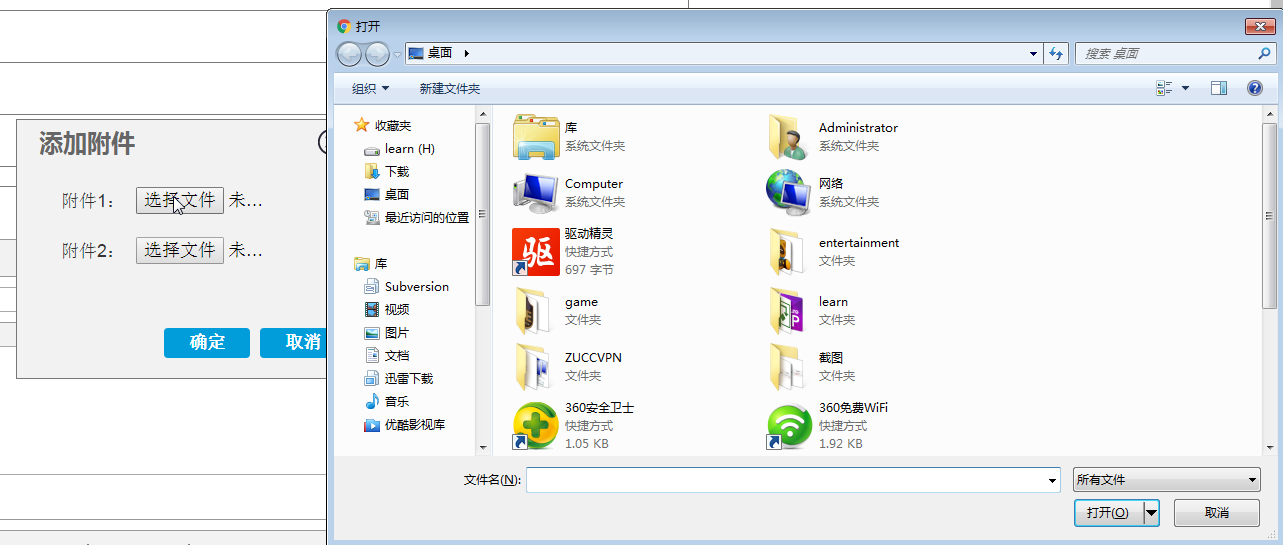 打开
桌面
搜索 桌面
组织
新建文件夹
添加附件
附件1：
选择文件
未...
附件2：
选择文件
未...
确定
取消
收藏夹
learn (H)
下载
桌面
最近访问的位置
库
Subversion
视频
图片
文档
迅雷下载
音乐
优酷影视库
库
系统文件夹
Administrator
系统文件夹
Computer
系统文件夹
网络
系统文件夹
驱
驱动精灵
快捷方式
697 字节
entertainment
文件夹
game
文件夹
learn
文件夹
ZUCCVPN
文件夹
截图
文件夹
360安全卫士
快捷方式
1.05 KB
360免费WiFi
快捷方式
1.92 KB
文件名(N):
所有文件
打开(O)
取消